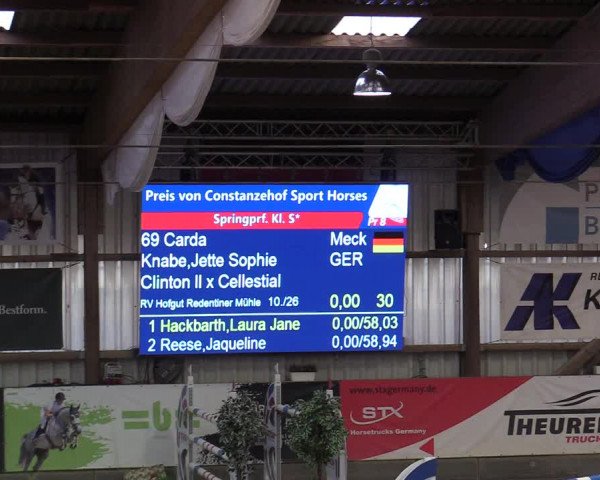 Preis von Constanzehof Sport Horses
Springprf. Kl. S*
69 Carda Meck
Knabe,Jette Sophie GER
Clinton II x Cellestial
RV Hofgut Redentiner Mühle 10./26 0,00 30
1 Hackbarth,Laura Jane 0,00/58,03
2 Reese,Jaqueline 0,00/58,94
Bestform.
www.stxgermany.de
STX
Horsetrucks Germany
THEURE
TRUCK